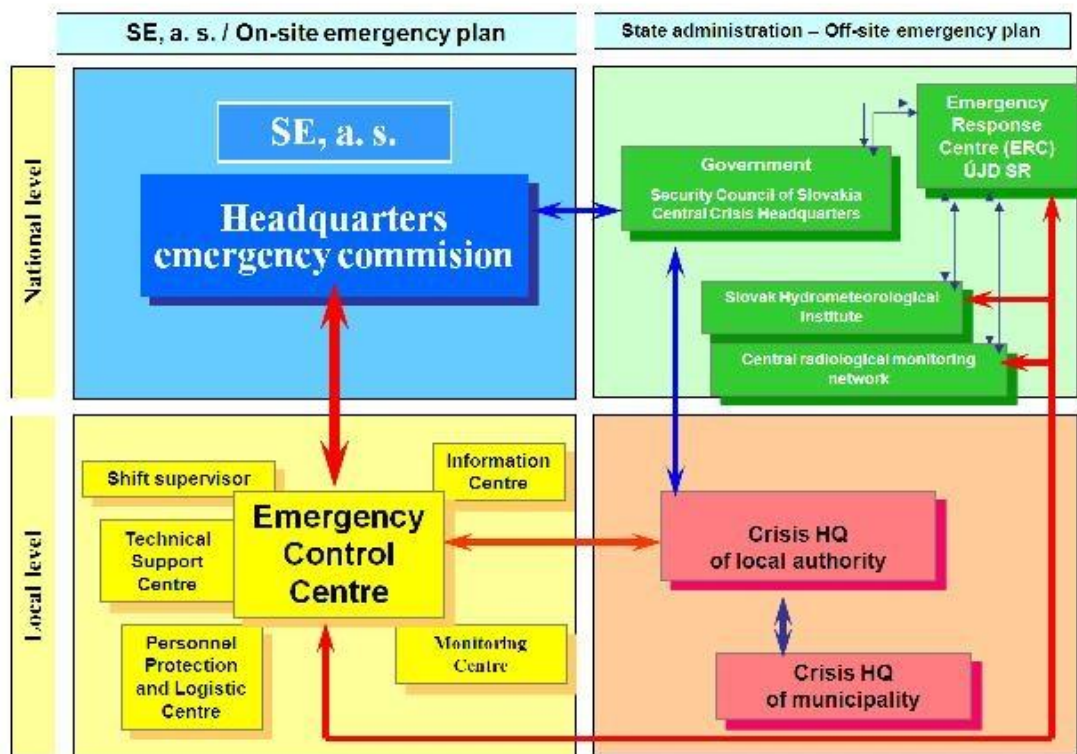 SE, a. s. / On-site emergency plan
State administration – Off-site emergency plan
National level
SE, a. s.
Headquarters
emergency commision
Government
Security Council of Slovakia
Central Crisis Headquarters
Emergency
Response
Centre (ERC)
ÚJD SR
Slovak Hydrometeorological
Institute
Central radiological monitoring
network
Local level
Shift supervisor
Information
Centre
Technical
Support
Centre
Emergency
Control
Centre
Personnel
Protection
and Logistic
Centre
Monitoring
Centre
Crisis HQ
of local authority
Crisis HQ
of municipality